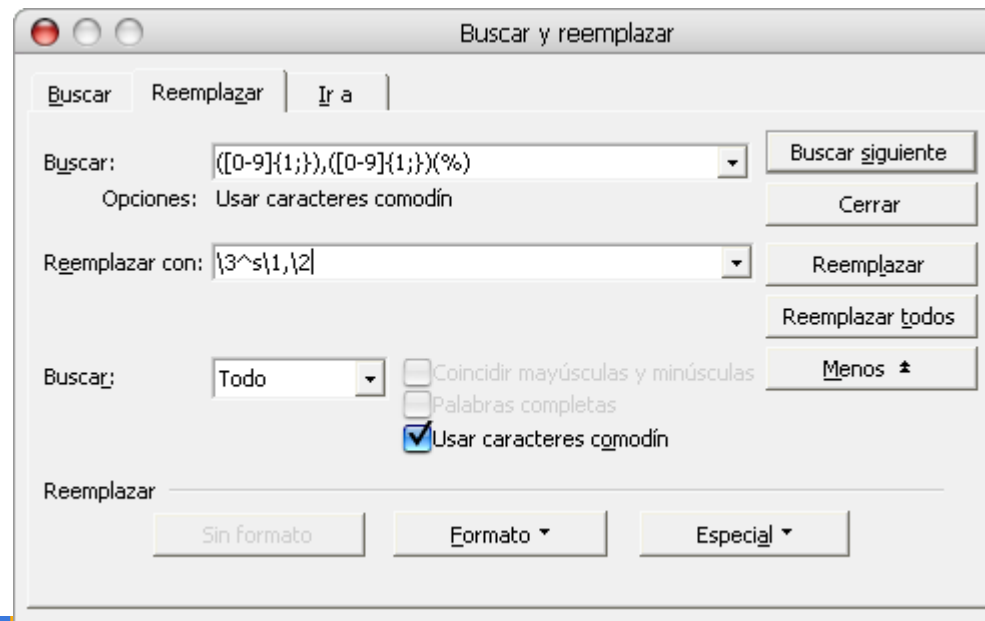 Buscar y reemplazar
Buscar Reemplazar Ir a
Buscar: ([0-9]{1;}),([0-9]{1;})(%) Buscar siguiente
Opciones: Usar caracteres comodín Cerrar
Reemplazar con: \3^s\1,\2 Reemplazar
Reemplazar todos
Buscar: Todo Coincidir mayúsculas y minúsculas Menos
Palabras completas
Usar caracteres comodín
Reemplazar
Sin formato Formato Especial